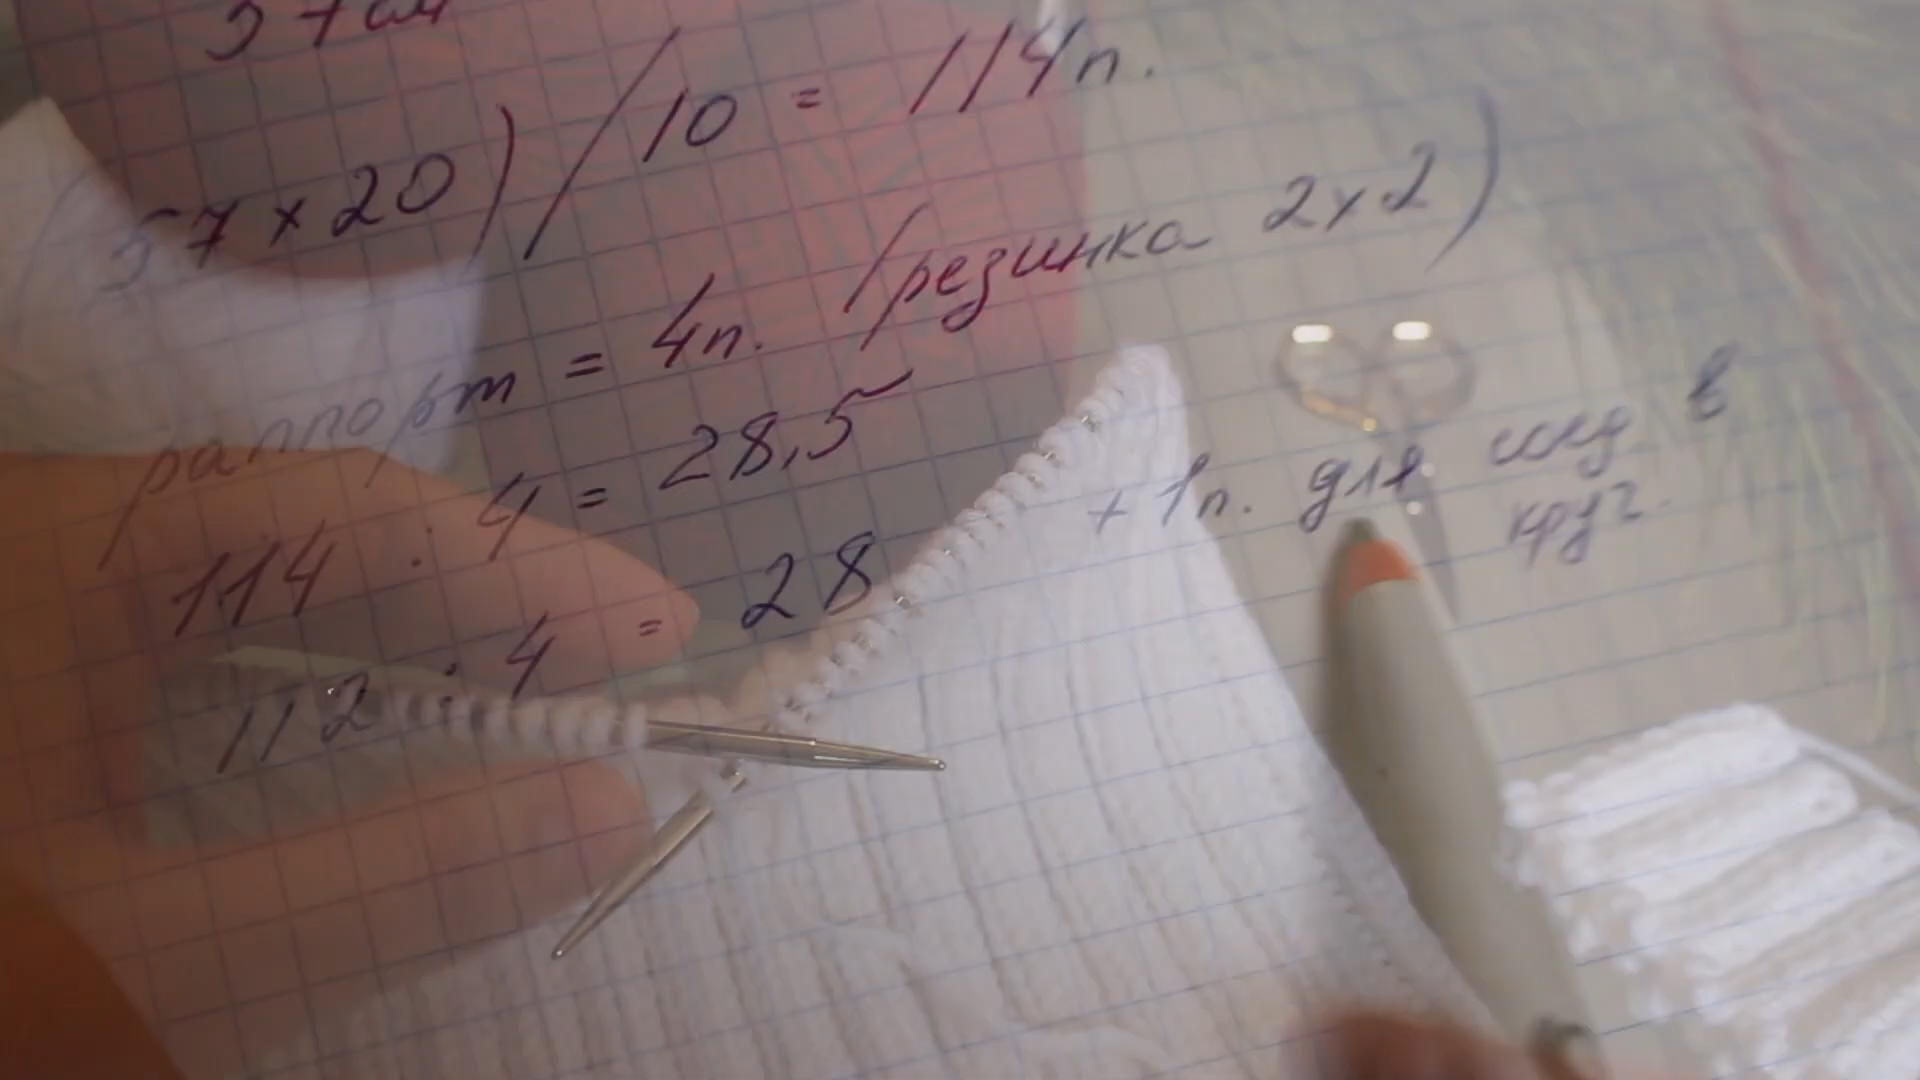 57см
(57 × 20) / 10 = 114п.
раппорт = 4п. (резинка 2×2)
114 : 4 = 28,5
+ 1п. для в
112 : 4 = 28
круг.